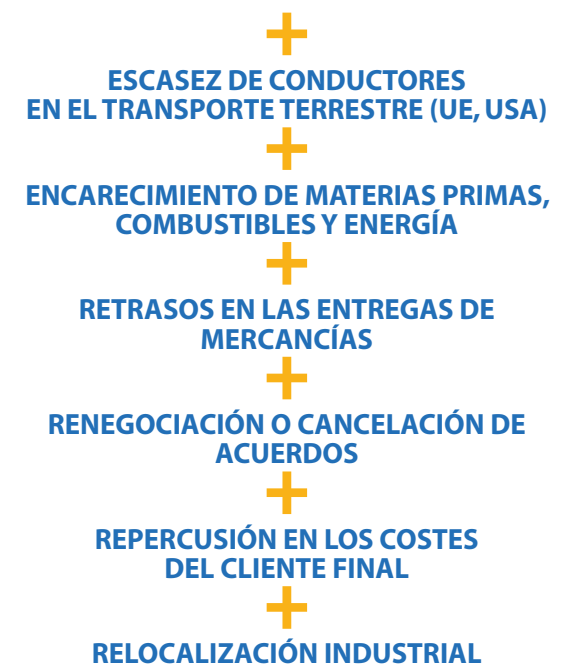 +
ESCASEZ DE CONDUCTORES
EN EL TRANSPORTE TERRESTRE (UE, USA)
+
ENCARECIMIENTO DE MATERIAS PRIMAS,
COMBUSTIBLES Y ENERGÍA
+
RETRASOS EN LAS ENTREGAS DE
MERCANCÍAS
+
RENEGOCIACIÓN O CANCELACIÓN DE
ACUERDOS
+
REPERCUSIÓN EN LOS COSTES
DEL CLIENTE FINAL
+
RELOCALIZACIÓN INDUSTRIAL